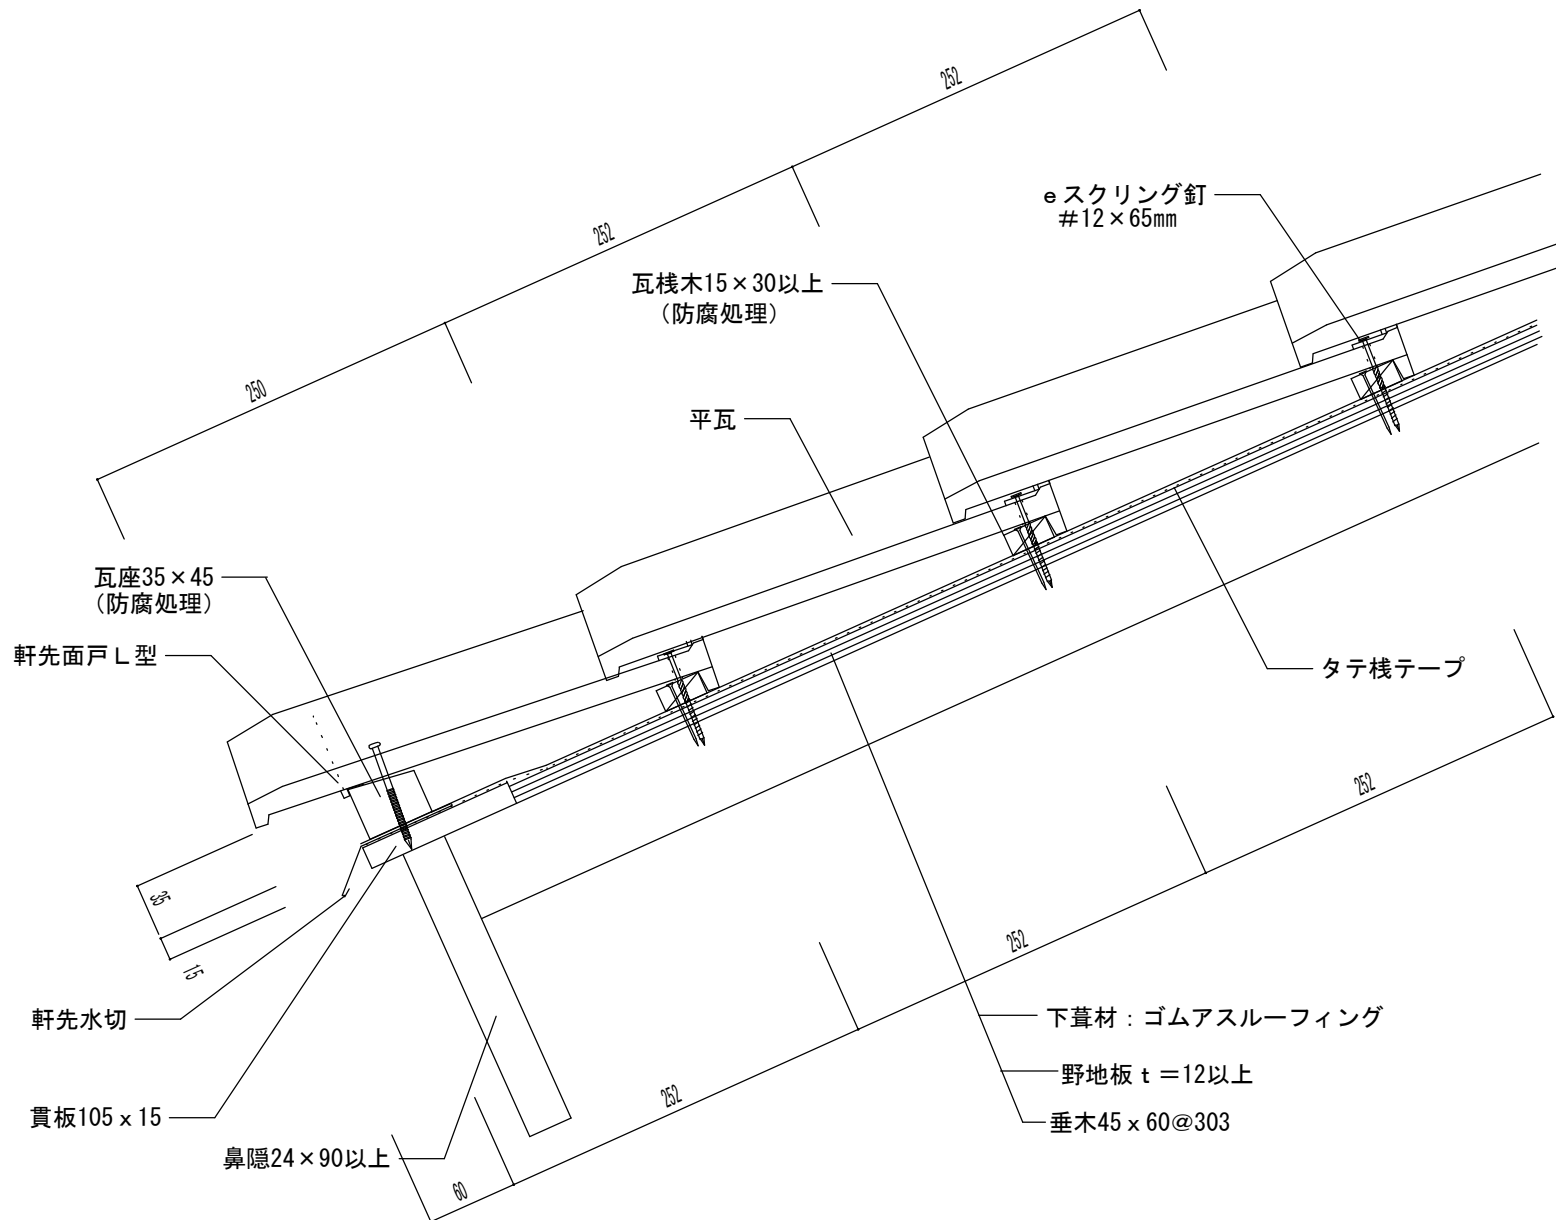 252
252
250
eスクリング釘
#12×65㎜
瓦桟木15×30以上
（防腐処理）
平瓦
瓦座35×45
（防腐処理）
軒先面戸Ｌ型
タテ桟テープ
35
15
252
252
252
60
軒先水切
貫板105ｘ15
鼻隠24×90以上
下葺材：ゴムアスルーフィング
野地板ｔ＝12以上
垂木45ｘ60@303